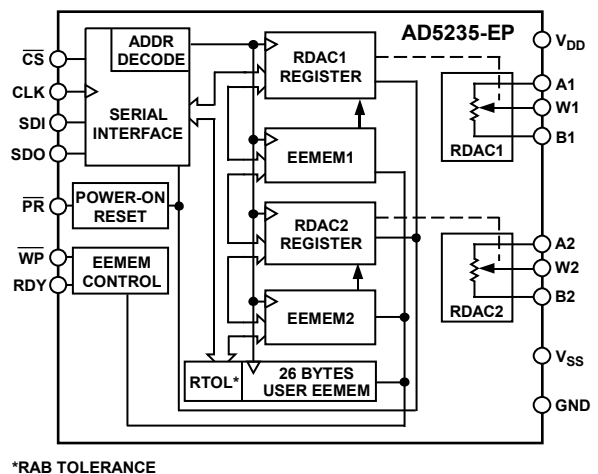 AD5235-EP
CS
CLK
SDI
SDO
PR
WP
RDY
ADDR
DECODE
SERIAL
INTERFACE
POWER-ON
RESET
EEMEM
CONTROL
RDAC1
REGISTER
EEMEM1
RDAC2
REGISTER
EEMEM2
RTOL*
26 BYTES
USER EEMEM
RDAC1
RDAC2
VDD
A1
W1
B1
A2
W2
B2
VSS
GND
*RAB TOLERANCE